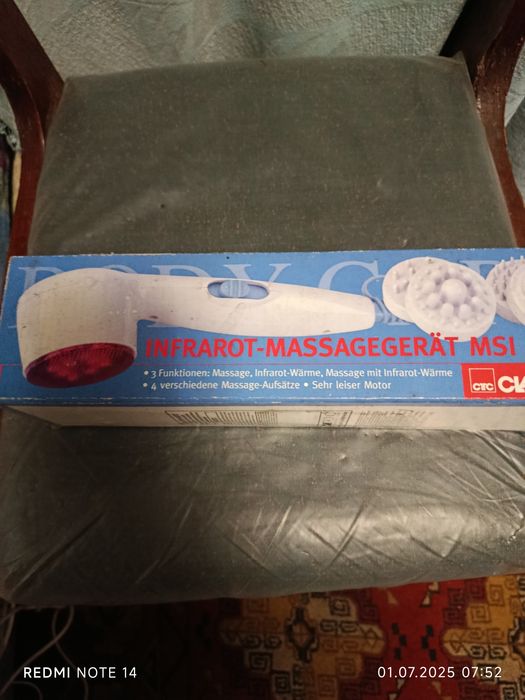 BODY C
INFRAROT-MASSAGEGERÄT MSI
• 3 Funktionen: Massage, Infrarot-Wärme, Massage mit Infrarot-Wärme
• 4 verschiedene Massage-Aufsätze • Sehr leiser Motor
CTC
REDMI NOTE 14
01.07.2025 07:52